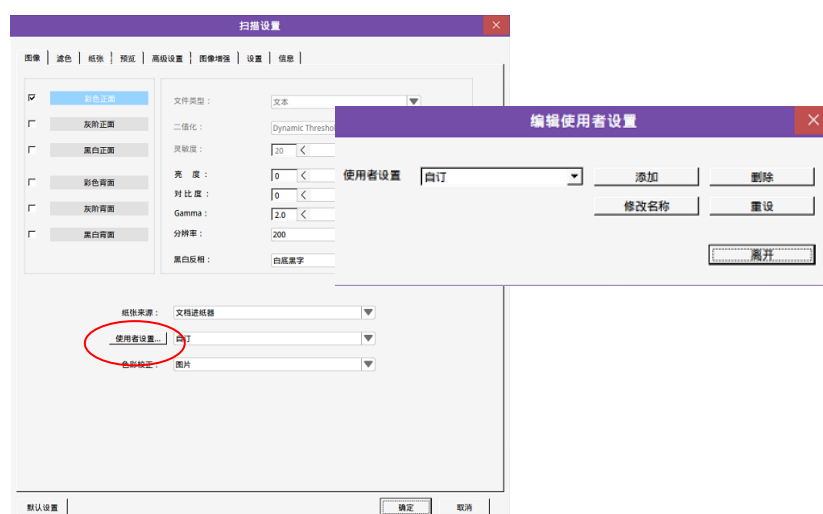 扫描设置
图像 滤色 纸张 预览 高级设置 图像增强 设置 信息
彩色正面
灰阶正面
黑白正面
彩色背面
灰阶背面
黑白背面
文件类型： 文本
二值化： Dynamic Threshol
灵敏度： 20
亮 度： 0
对比度： 0
Gamma： 2.0
分辨率： 200
黑白反相： 白底黑字
纸张来源： 文档进纸器
使用者设置... 自订
色彩校正： 图片
默认设置 确定 取消
编辑使用者设置
使用者设置 自订 添加 删除
修改名称 重设
离开